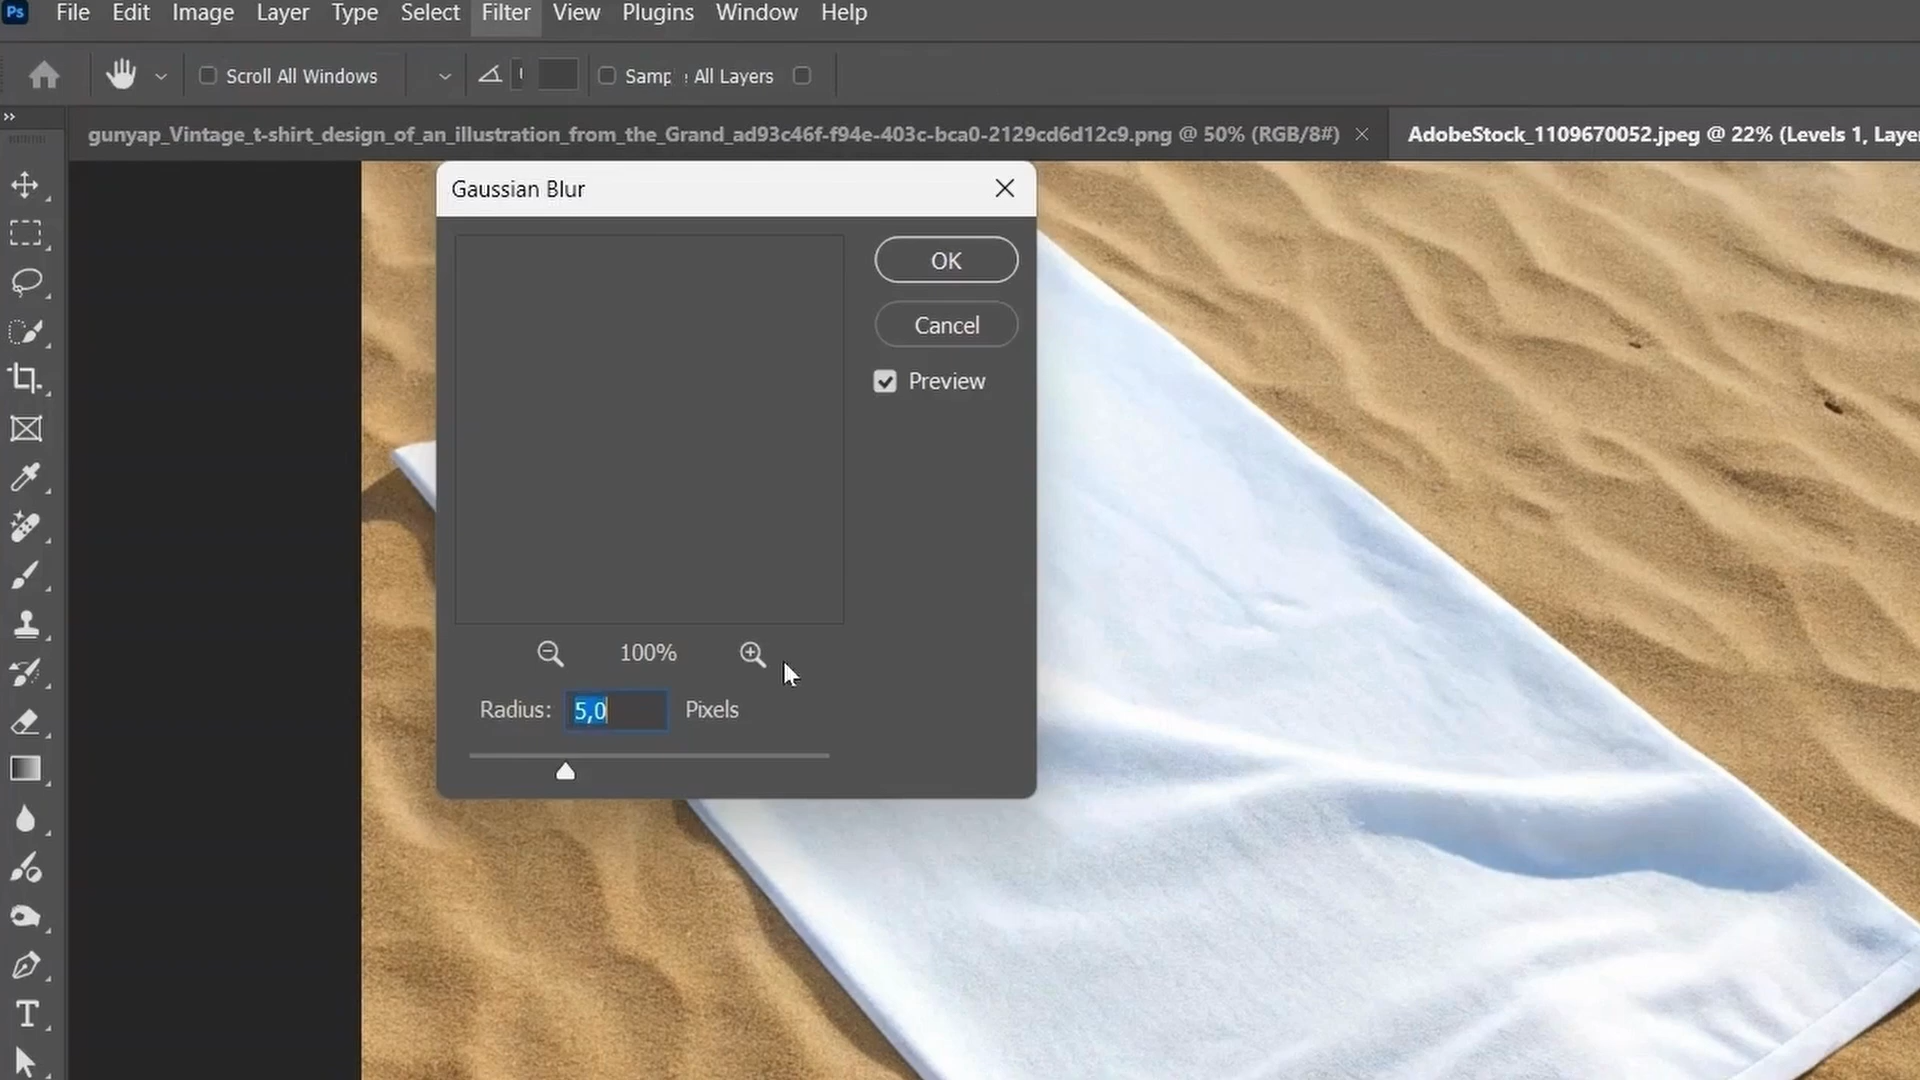 Ps File Edit Image Layer Type Select Filter View Plugins Window Help
Scroll All Windows Samp All Layers
gunyap_Vintage_t-shirt_design_of_an_illustration_from_the_Grand_ad93c46f-f94e-403c-bca0-2129cd6d12c9.png @ 50% (RGB/8#) AdobeStock_1109670052.jpeg @ 22% (Levels 1, Laye
Gaussian Blur
OK
Cancel
Preview
100%
Radius: 5,0 Pixels